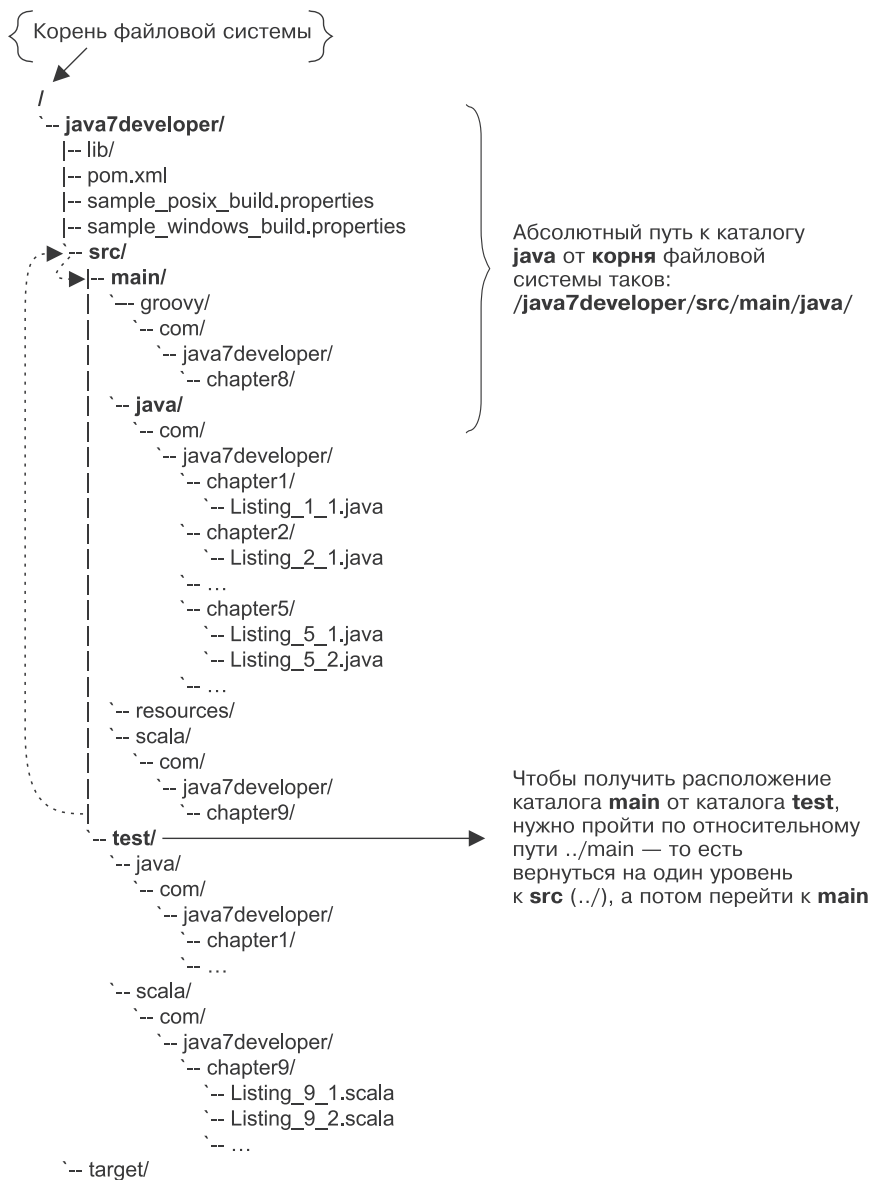 Корень файловой системы
/
`-- java7developer/
|-- lib/
|-- pom.xml
|-- sample_posix_build.properties
|-- sample_windows_build.properties
`-- src/
|-- main/
`-- groovy/
`-- com/
`-- java7developer/
`-- chapter8/
`-- java/
`-- com/
`-- java7developer/
`-- chapter1/
`-- Listing_1_1.java
`-- chapter2/
`-- Listing_2_1.java
`-- ...
`-- chapter5/
`-- Listing_5_1.java
`-- Listing_5_2.java
`-- ...
`-- resources/
`-- scala/
`-- com/
`-- java7developer/
`-- chapter9/
`-- test/
`-- java/
`-- com/
`-- java7developer/
`-- chapter1/
`-- ...
`-- scala/
`-- com/
`-- java7developer/
`-- chapter9/
`-- Listing_9_1.scala
`-- Listing_9_2.scala
`-- ...
`-- target/
Абсолютный путь к каталогу
java от корня файловой
системы таков:
/java7developer/src/main/java/
Чтобы получить расположение
каталога main от каталога test,
нужно пройти по относительному
пути ../main — то есть
вернуться на один уровень
к src (../), а потом перейти к main